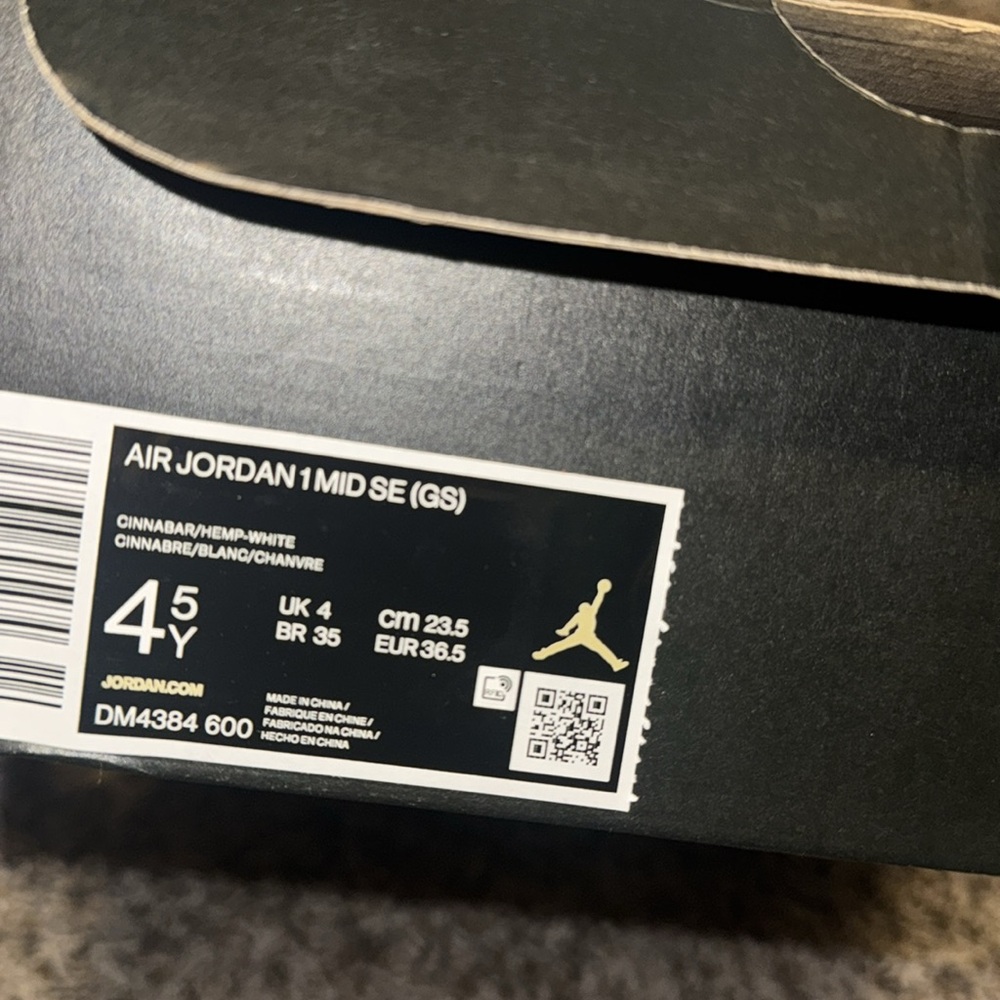 AIR JORDAN 1 MID SE (GS)
CINNABAR/HEMP-WHITE
CINNABRE/BLANC/CHANVRE
4 5 Y
UK 4
BR 35
cm 23.5
EUR 36.5
JORDAN.COM
DM4384 600
MADE IN CHINA /
FABRIQUE EN CHINE /
FABRICADO NA CHINA /
HECHO EN CHINA
RFID